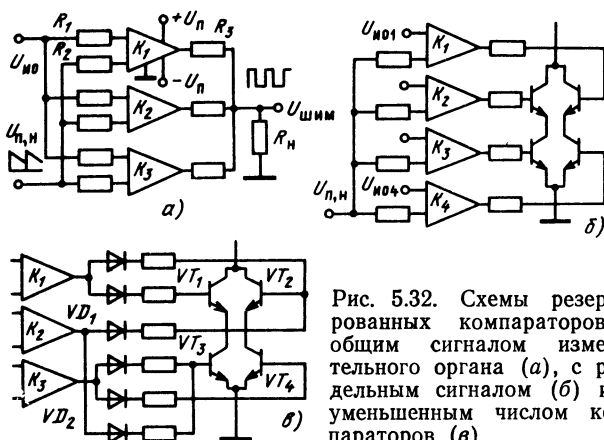 +Uп
R1
K1
R3
R2
Uио
−Uп
K2
Uшим
Uп,н
Rн
K3
а)
Uио1
K1
K2
K3
Uп,н
Uио4
K4
б)
K1
VT1
VT2
K2
VD1
VT3
K3
VT4
VD2
в)
Рис. 5.32. Схемы резер
рованных компараторов
общим сигналом изме
тельного органа (а), с р
дельным сигналом (б) и
уменьшенным числом ко
параторов (в)